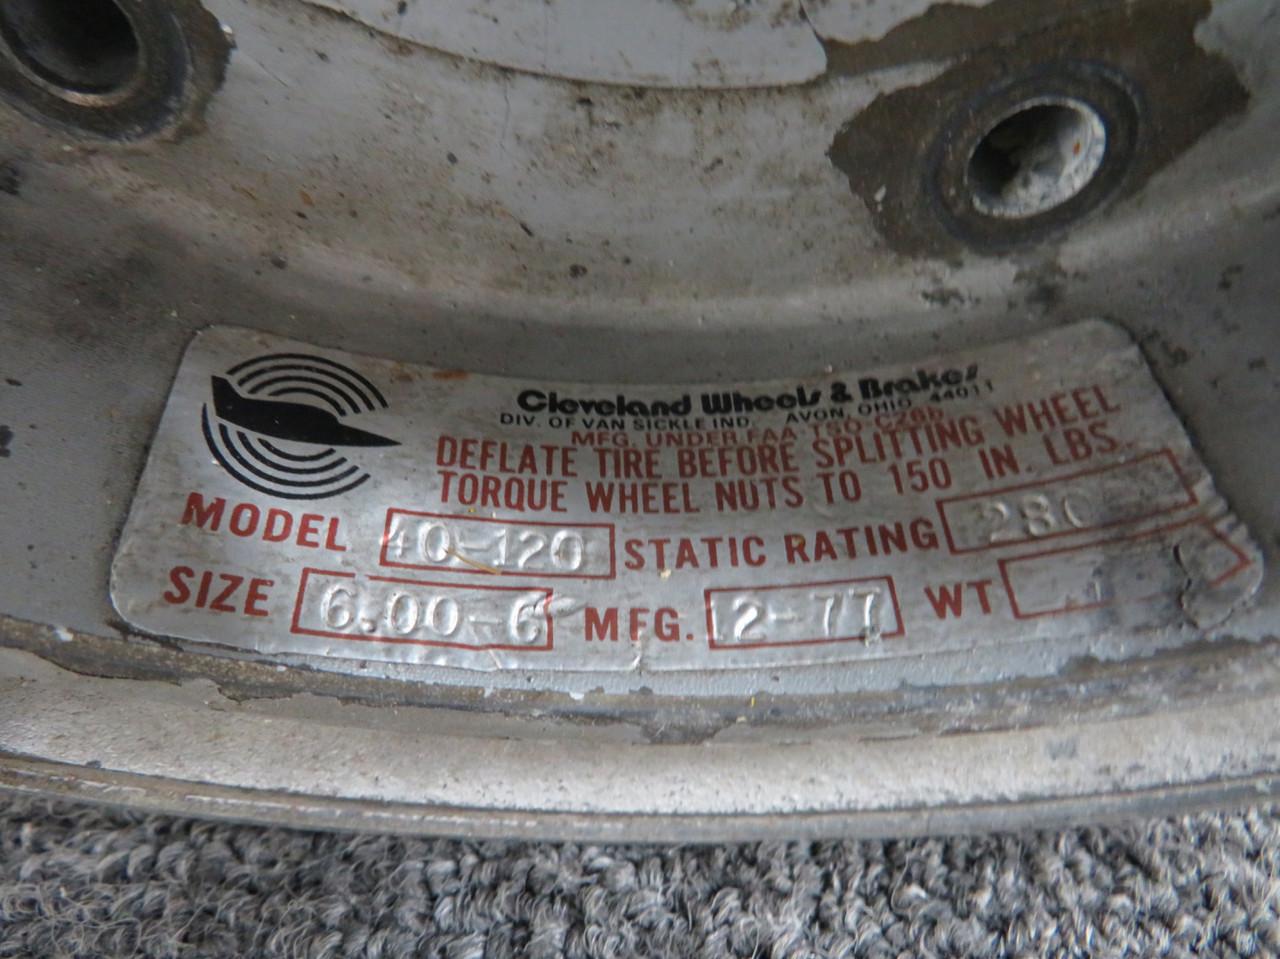 Cleveland Wheels & Brakes
DIV. OF VAN SICKLE IND. AVON, OHIO 44011
MFG. UNDER FAA TSO-C26b
DEFLATE TIRE BEFORE SPLITTING WHEEL
TORQUE WHEEL NUTS TO 150 IN. LBS.
MODEL 40-120 STATIC RATING 280
SIZE 6.00-6 MFG. 2-77 WT